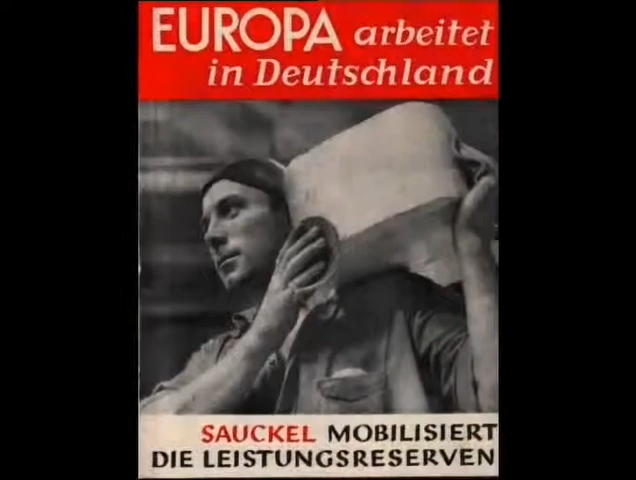 EUROPA arbeitet
in Deutschland
SAUCKEL MOBILISIERT
DIE LEISTUNGSRESERVEN